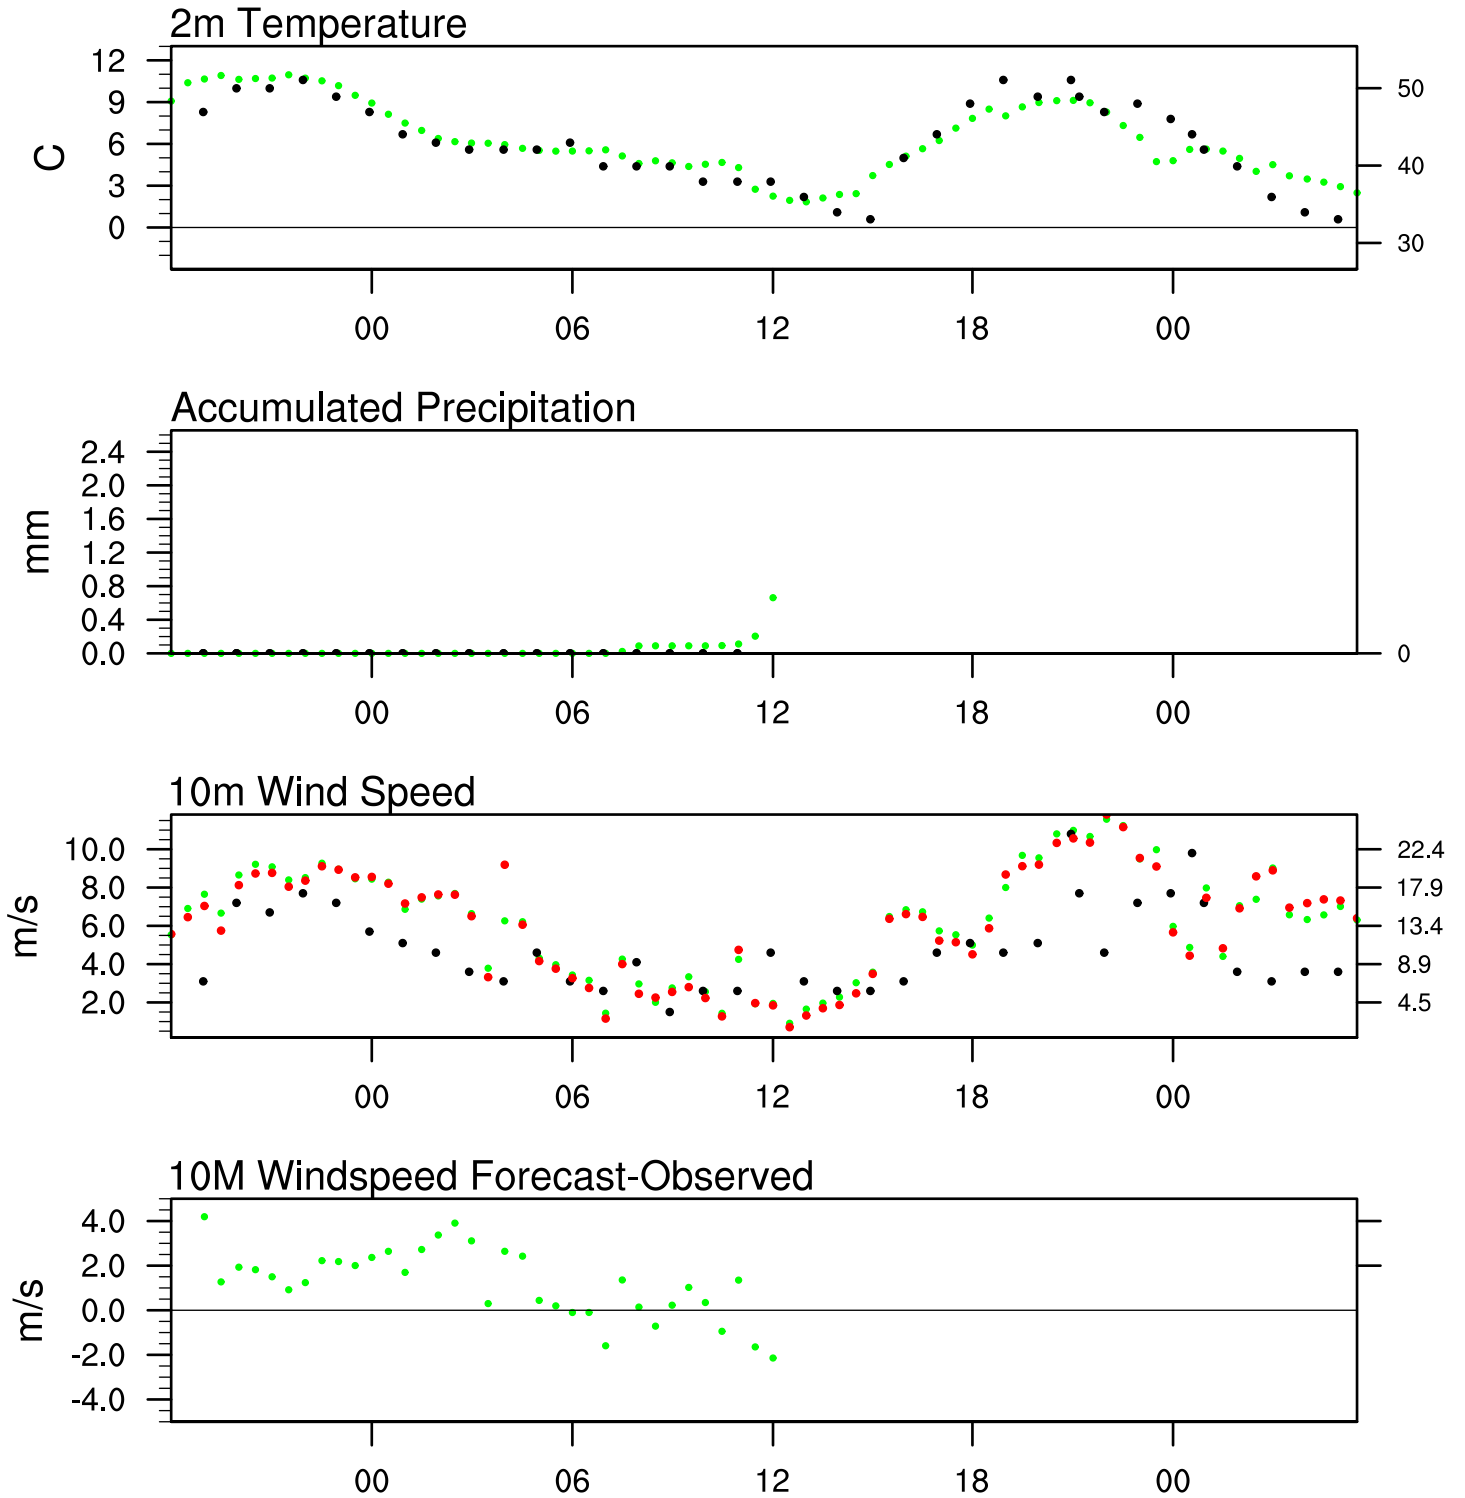 2m Temperature
12
9
6
3
0
C
50
40
30
00 06 12 18 00
Accumulated Precipitation
2.4
2.0
1.6
1.2
0.8
0.4
0.0
mm
0
00 06 12 18 00
10m Wind Speed
10.0
8.0
6.0
4.0
2.0
m/s
22.4
17.9
13.4
8.9
4.5
00 06 12 18 00
10M Windspeed Forecast-Observed
4.0
2.0
0.0
-2.0
-4.0
m/s
00 06 12 18 00